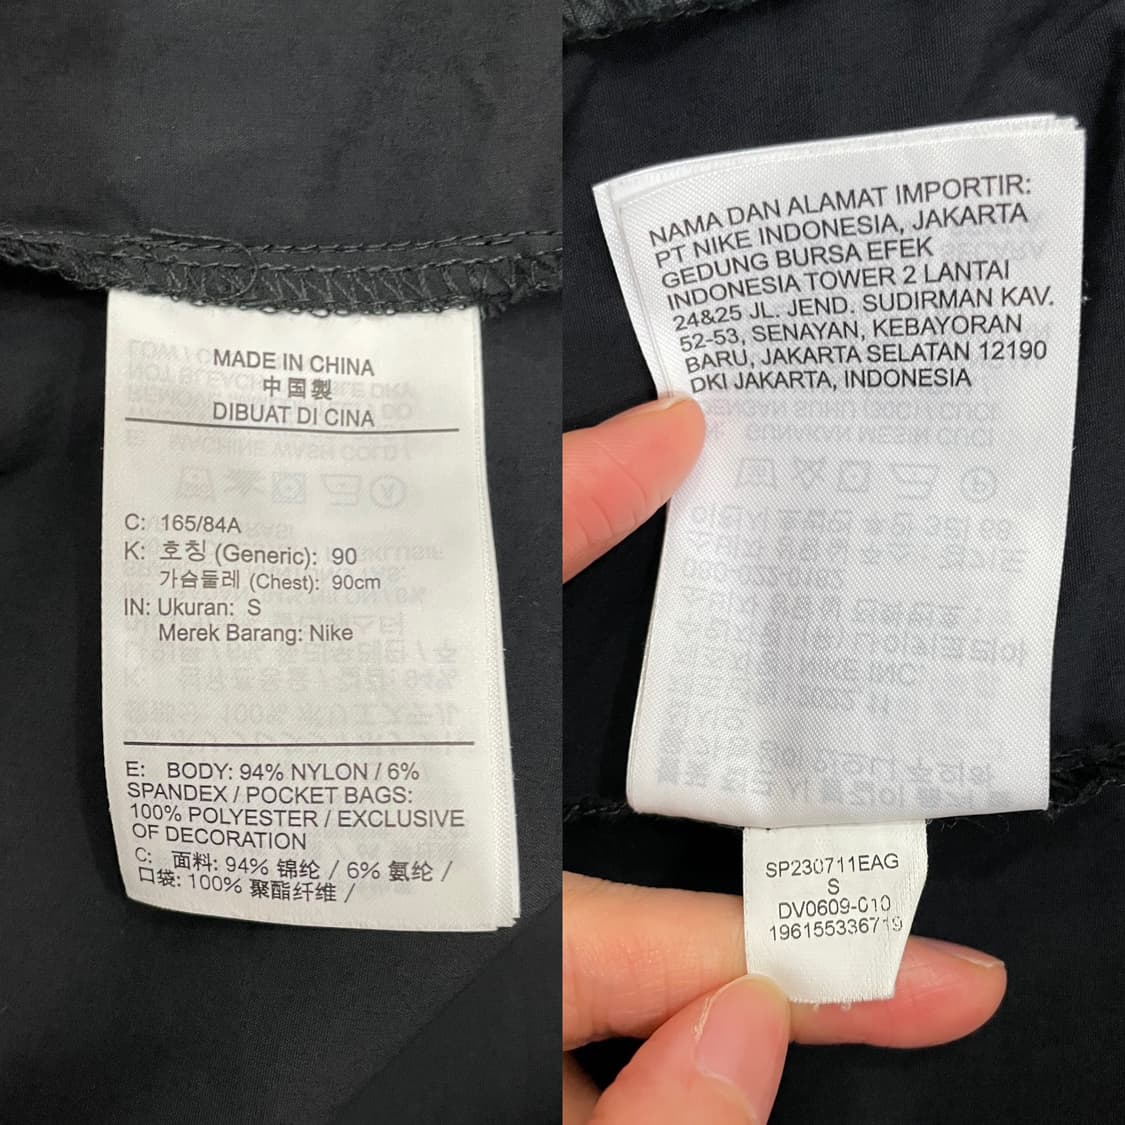 MADE IN CHINA
中国製
DIBUAT DI CINA
C: 165/84A
K: 호칭 (Generic): 90
가슴둘레 (Chest): 90cm
IN: Ukuran: S
Merek Barang: Nike
E: BODY: 94% NYLON / 6%
SPANDEX / POCKET BAGS:
100% POLYESTER / EXCLUSIVE
OF DECORATION
C: 面料: 94% 锦纶 / 6% 氨纶 /
口袋: 100% 聚酯纤维 /
NAMA DAN ALAMAT IMPORTIR:
PT NIKE INDONESIA, JAKARTA
GEDUNG BURSA EFEK
INDONESIA TOWER 2 LANTAI
24&25 JL. JEND. SUDIRMAN KAV.
52-53, SENAYAN, KEBAYORAN
BARU, JAKARTA SELATAN 12190
DKI JAKARTA, INDONESIA
SP230711EAG
S
DV0609-010
196155336719